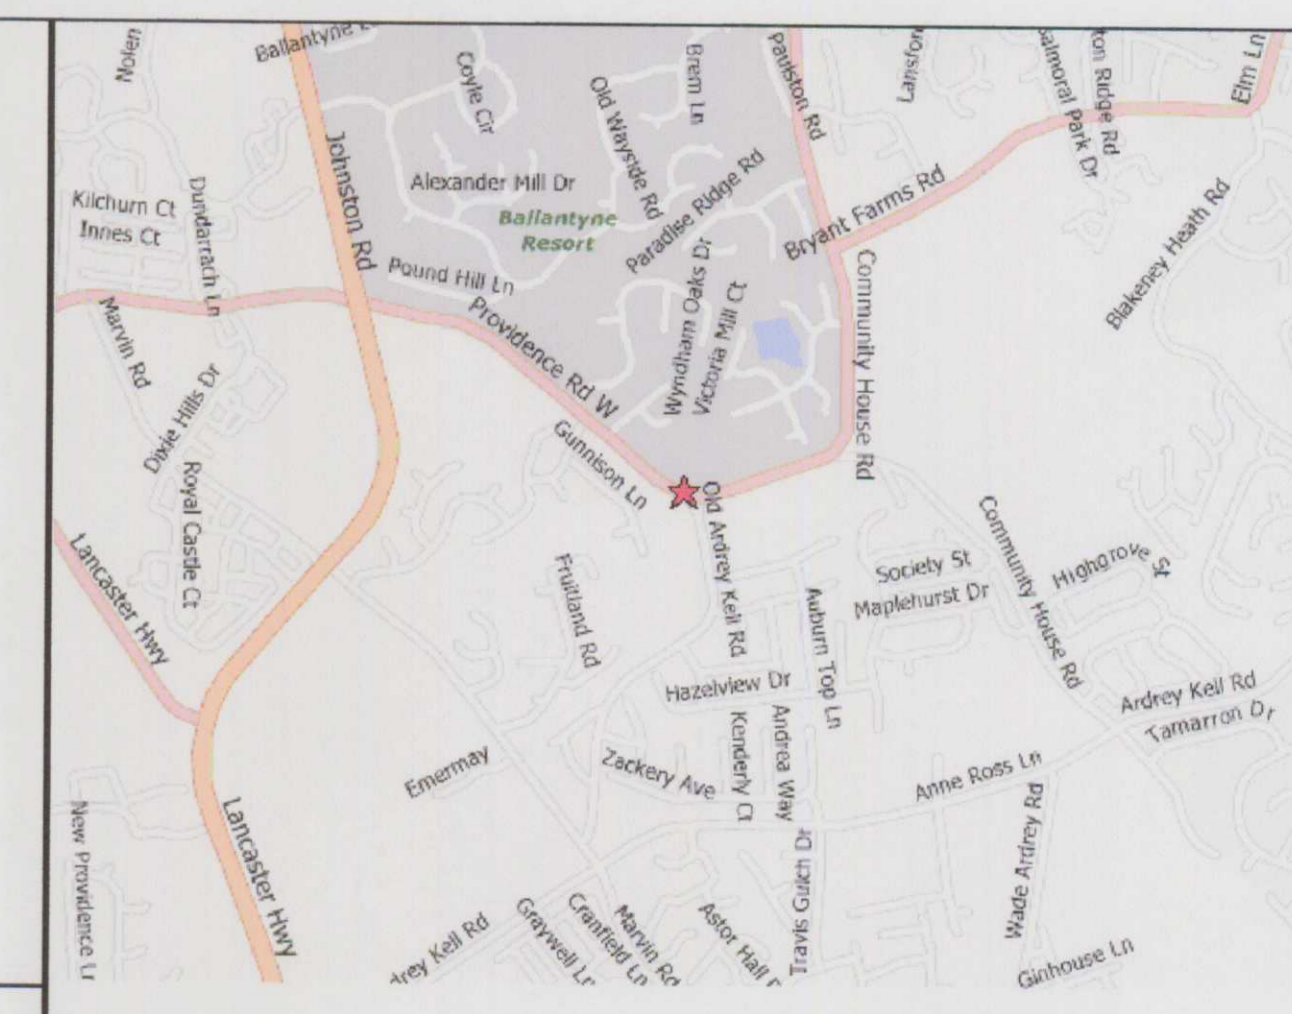 Nolen
Ballantyne
Coyle Cir
Old Wayside Rd
Brem Ln
Paulston Rd
Lansfor
almoral Park Dr
ton Ridge Rd
Elm Ln
Johnston Rd
Alexander Mill Dr
Ballantyne
Resort
Paradise Ridge Rd
Bryant Farms Rd
Blakeney Heath Rd
Kilchurn Ct
Innes Ct
Dundarrach Ln
Pound Hill Ln
Providence Rd W
Wyndham Oaks Dr
Victoria Mill Ct
Community House Rd
Marvin Rd
Dixie Hills Dr
Royal Castle Ct
Gunnison Ln
Old Ardrey Kell Rd
Lancaster Hwy
Fruitland Rd
Auburn Top Ln
Society St
Maplehurst Dr
Community House Rd
Highgrove St
Hazelview Dr
Ardrey Kell Rd
Tamarron Dr
Emermay
Zackery Ave
Kenderly Ct
Andrea Way
Anne Ross Ln
New Providence Lr
Lancaster Hwy
Travis Gulch Dr
Wade Ardrey Rd
drey Kell Rd
Graywell Ln
Cranfield Ln
Marvin Rd
Astor Hall
Ginhouse Ln